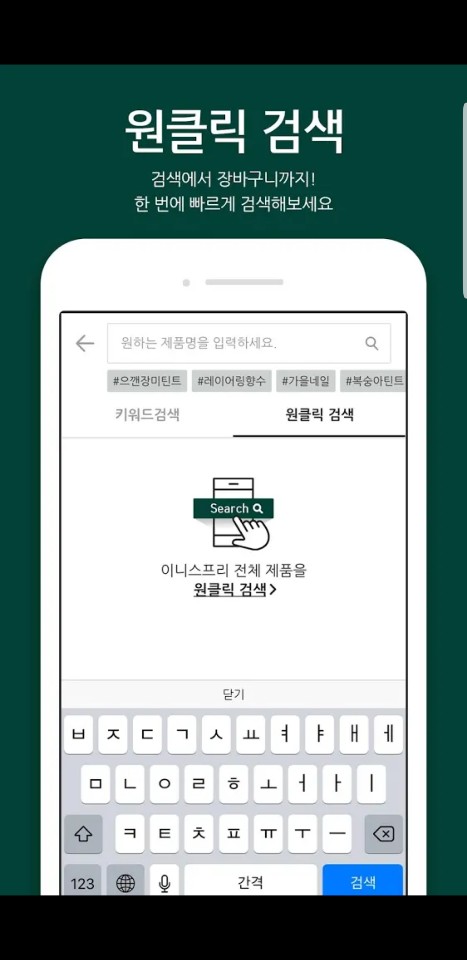 원클릭 검색
검색에서 장바구니까지!
한 번에 빠르게 검색해보세요
원하는 제품명을 입력하세요.
#으깬장미틴트 #레이어링향수 #가을네일 #복숭아틴트
키워드검색 원클릭 검색
Search
이니스프리 전체 제품을
원클릭 검색
닫기
ㅂ ㅈ ㄷ ㄱ ㅅ ㅛ ㅕ ㅑ ㅐ ㅔ
ㅁ ㄴ ㅇ ㄹ ㅎ ㅗ ㅓ ㅏ ㅣ
ㅋ ㅌ ㅊ ㅍ ㅠ ㅜ ㅡ
123 간격 검색